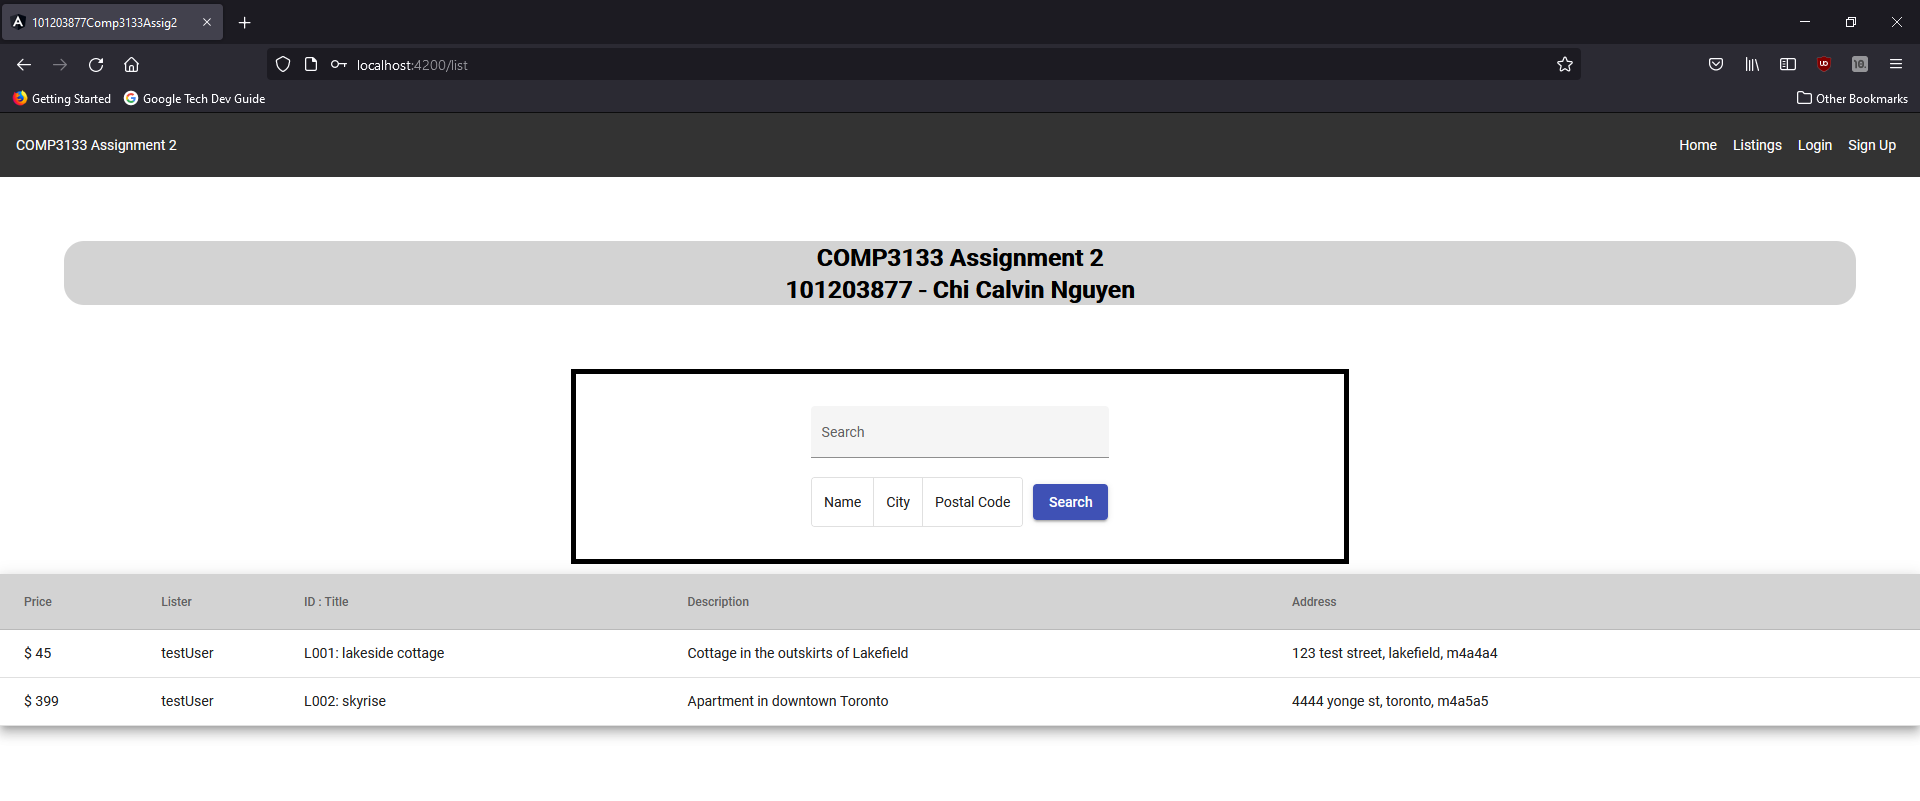 101203877Comp3133Assig2
localhost:4200/list
Getting Started Google Tech Dev Guide Other Bookmarks
COMP3133 Assignment 2 Home Listings Login Sign Up
COMP3133 Assignment 2
101203877 - Chi Calvin Nguyen
Search
Name City Postal Code Search
Price Lister ID : Title Description Address
$ 45 testUser L001: lakeside cottage Cottage in the outskirts of Lakefield 123 test street, lakefield, m4a4a4
$ 399 testUser L002: skyrise Apartment in downtown Toronto 4444 yonge st, toronto, m4a5a5